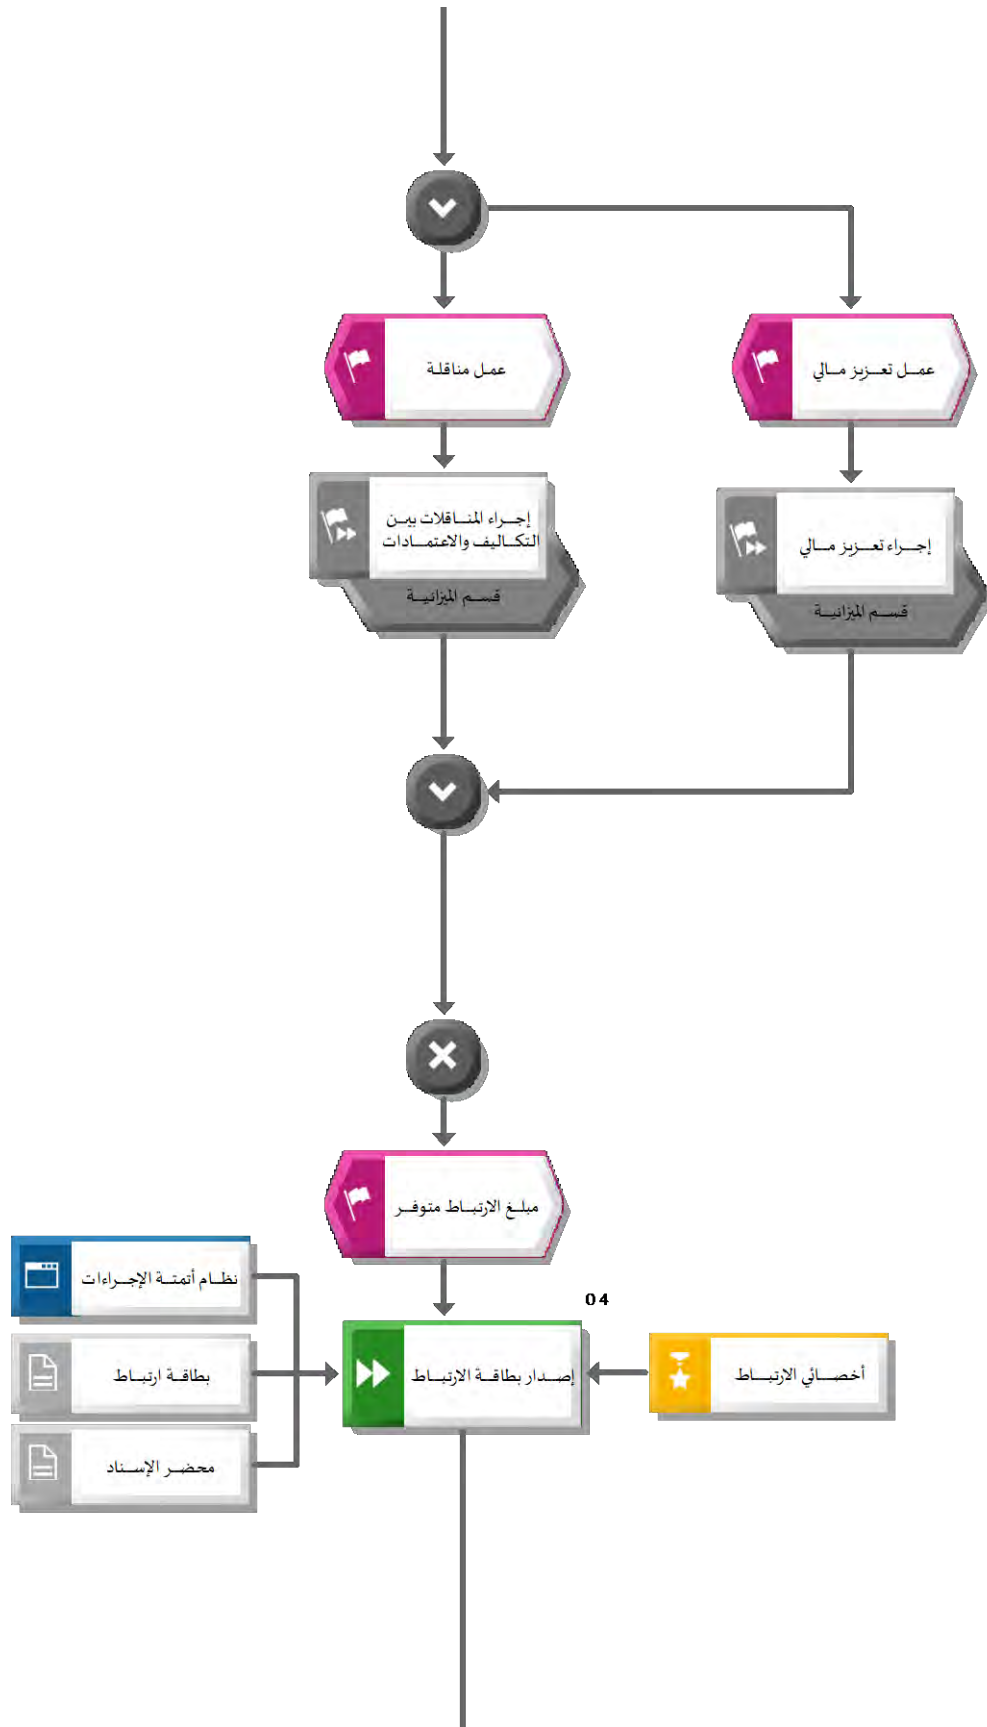 عمل تعزيز مالي
عمل مناقلة
إجراء تعزيز مالي
قسم الميزانية
إجراء المناقلات بين
التكاليف والاعتمادات
قسم الميزانية
مبلغ الارتباط متوفر
04
أخصائي الارتباط
إصدار بطاقة الارتباط
نظام أتمتة الإجراءات
بطاقة ارتباط
محضر الإسناد